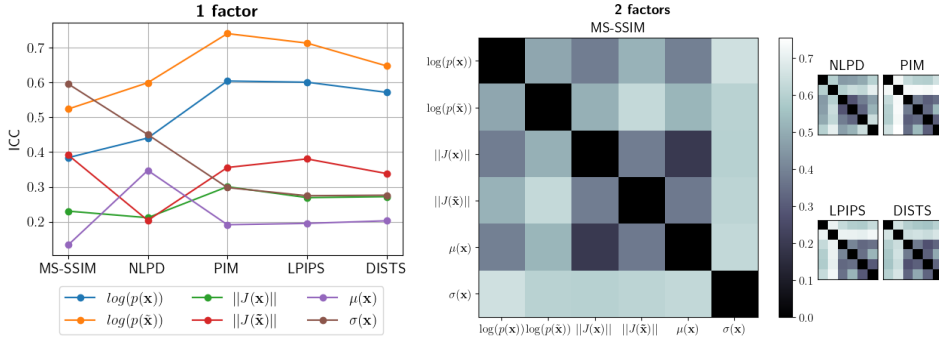 1 factor
ICC
0.7
0.6
0.5
0.4
0.3
0.2
MS-SSIM NLPD PIM LPIPS DISTS
log(p(x)) ||J(x)|| μ(x)
log(p(x̃)) ||J(x̃)|| σ(x)
2 factors
MS-SSIM
log(p(x))
log(p(x̃))
||J(x)||
||J(x̃)||
μ(x)
σ(x)
log(p(x)) log(p(x̃)) ||J(x)|| ||J(x̃)|| μ(x) σ(x)
0.7
0.6
0.5
0.4
0.3
0.2
0.1
0.0
NLPD PIM
LPIPS DISTS